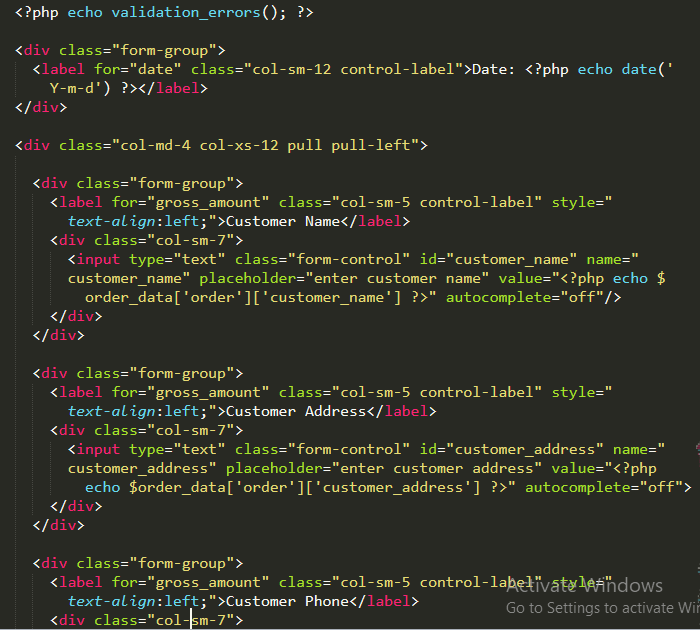 <?php echo validation_errors(); ?>
<div class="form-group">
<label for="date" class="col-sm-12 control-label">Date: <?php echo date('
Y-m-d') ?></label>
</div>
<div class="col-md-4 col-xs-12 pull pull-left">
<div class="form-group">
<label for="gross_amount" class="col-sm-5 control-label" style="
text-align:left;">Customer Name</label>
<div class="col-sm-7">
<input type="text" class="form-control" id="customer_name" name="
customer_name" placeholder="enter customer name" value="<?php echo $
order_data['order']['customer_name'] ?>" autocomplete="off"/>
</div>
</div>
<div class="form-group">
<label for="gross_amount" class="col-sm-5 control-label" style="
text-align:left;">Customer Address</label>
<div class="col-sm-7">
<input type="text" class="form-control" id="customer_address" name="
customer_address" placeholder="enter customer address" value="<?php
echo $order_data['order']['customer_address'] ?>" autocomplete="off">
</div>
</div>
<div class="form-group">
<label for="gross_amount" class="col-sm-5 control-label" style="
text-align:left;">Customer Phone</label>
<div class="col-sm-7">
Activate Windows
Go to Settings to activate Wi